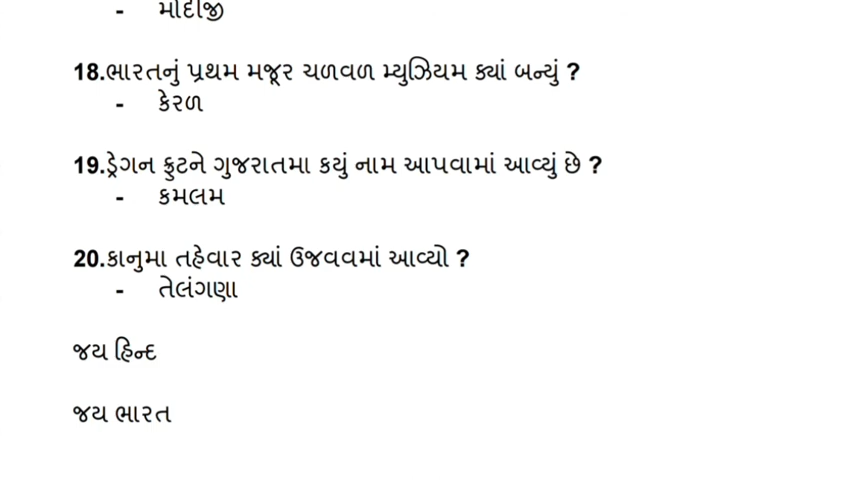 - મોદીજી
18.ભારતનું પ્રથમ મજૂર ચળવળ મ્યુઝિયમ ક્યાં બન્યું ?
- કેરળ
19.ડ્રેગન ફ્રુટને ગુજરાતમા કયું નામ આપવામાં આવ્યું છે ?
- કમલમ
20.કાનુમા તહેવાર ક્યાં ઉજવવમાં આવ્યો ?
- તેલંગણા
જય હિન્દ
જય ભારત